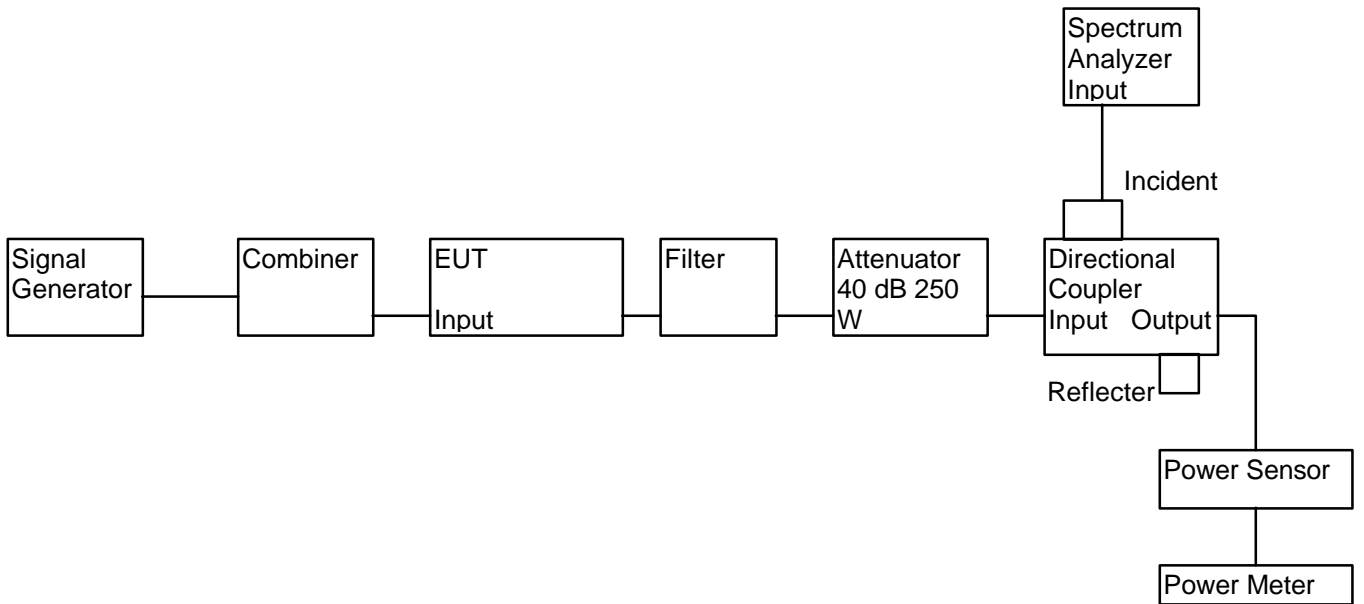 Spectrum
Analyzer
Input
Incident
Signal
Generator
Combiner
EUT
Input
Filter
Attenuator
40 dB 250
W
Directional
Coupler
Input Output
Reflecter
Power Sensor
Power Meter